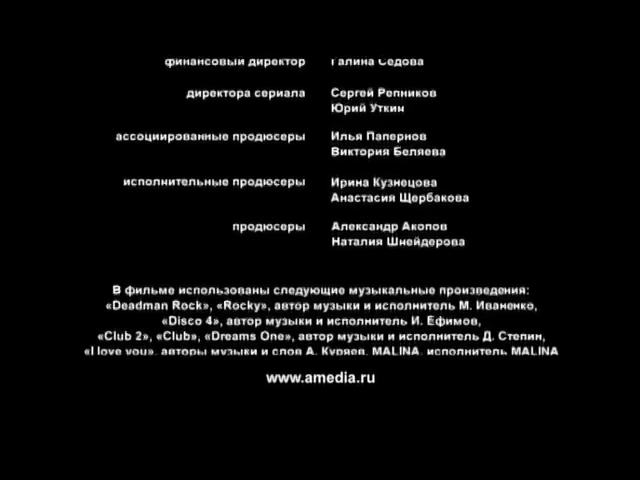 финансовый директор Галина Седова
директора сериала Сергей Репников
Юрий Уткин
ассоциированные продюсеры Илья Папернов
Виктория Беляева
исполнительные продюсеры Ирина Кузнецова
Анастасия Щербакова
продюсеры Александр Акопов
Наталия Шнейдерова
В фильме использованы следующие музыкальные произведения:
«Deadman Rock», «Rocky», автор музыки и исполнитель М. Иваненко,
«Disco 4», автор музыки и исполнитель И. Ефимов,
«Club 2», «Club», «Dreams One», автор музыки и исполнитель Д. Степин,
«I love you», авторы музыки и слов А. Куряев, MALINA, исполнитель MALINA
www.amedia.ru